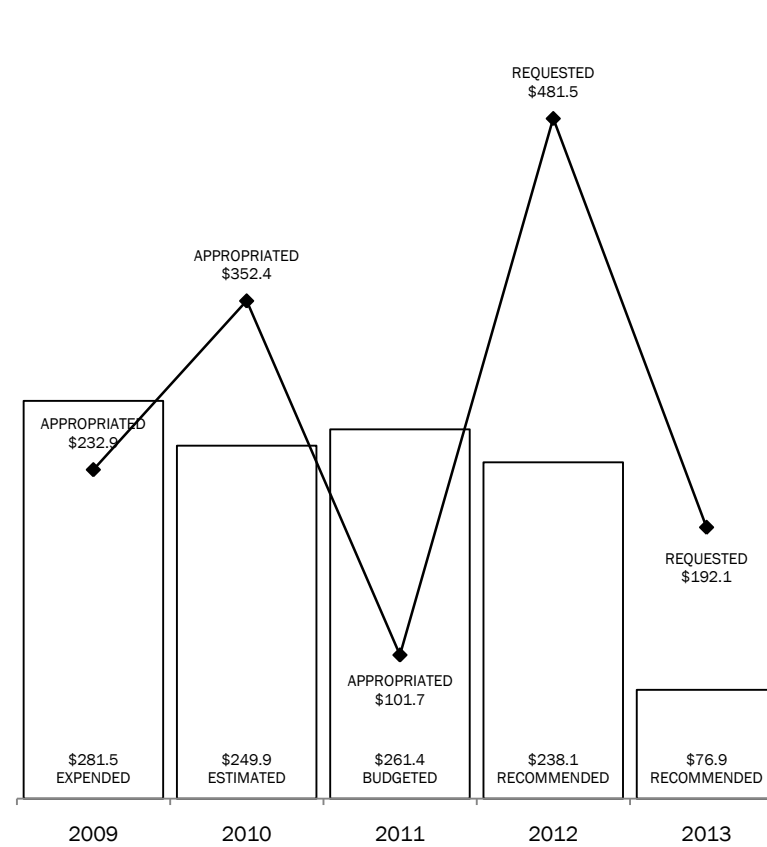 REQUESTED
$481.5
APPROPRIATED
$352.4
APPROPRIATED
$232.9
REQUESTED
$192.1
APPROPRIATED
$101.7
$281.5
EXPENDED
$249.9
ESTIMATED
$261.4
BUDGETED
$238.1
RECOMMENDED
$76.9
RECOMMENDED
2009
2010
2011
2012
2013